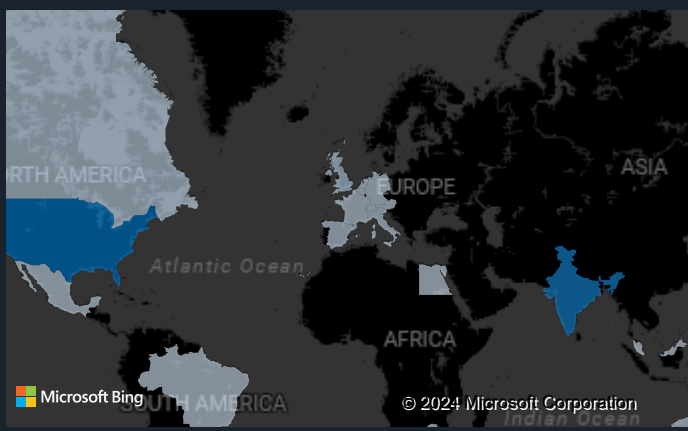 ORTH AMERICA
EUROPE
ASIA
Atlantic Ocean
AFRICA
Microsoft Bing
SOUTH AMERICA
© 2024 Microsoft Corporation
Indian Ocean